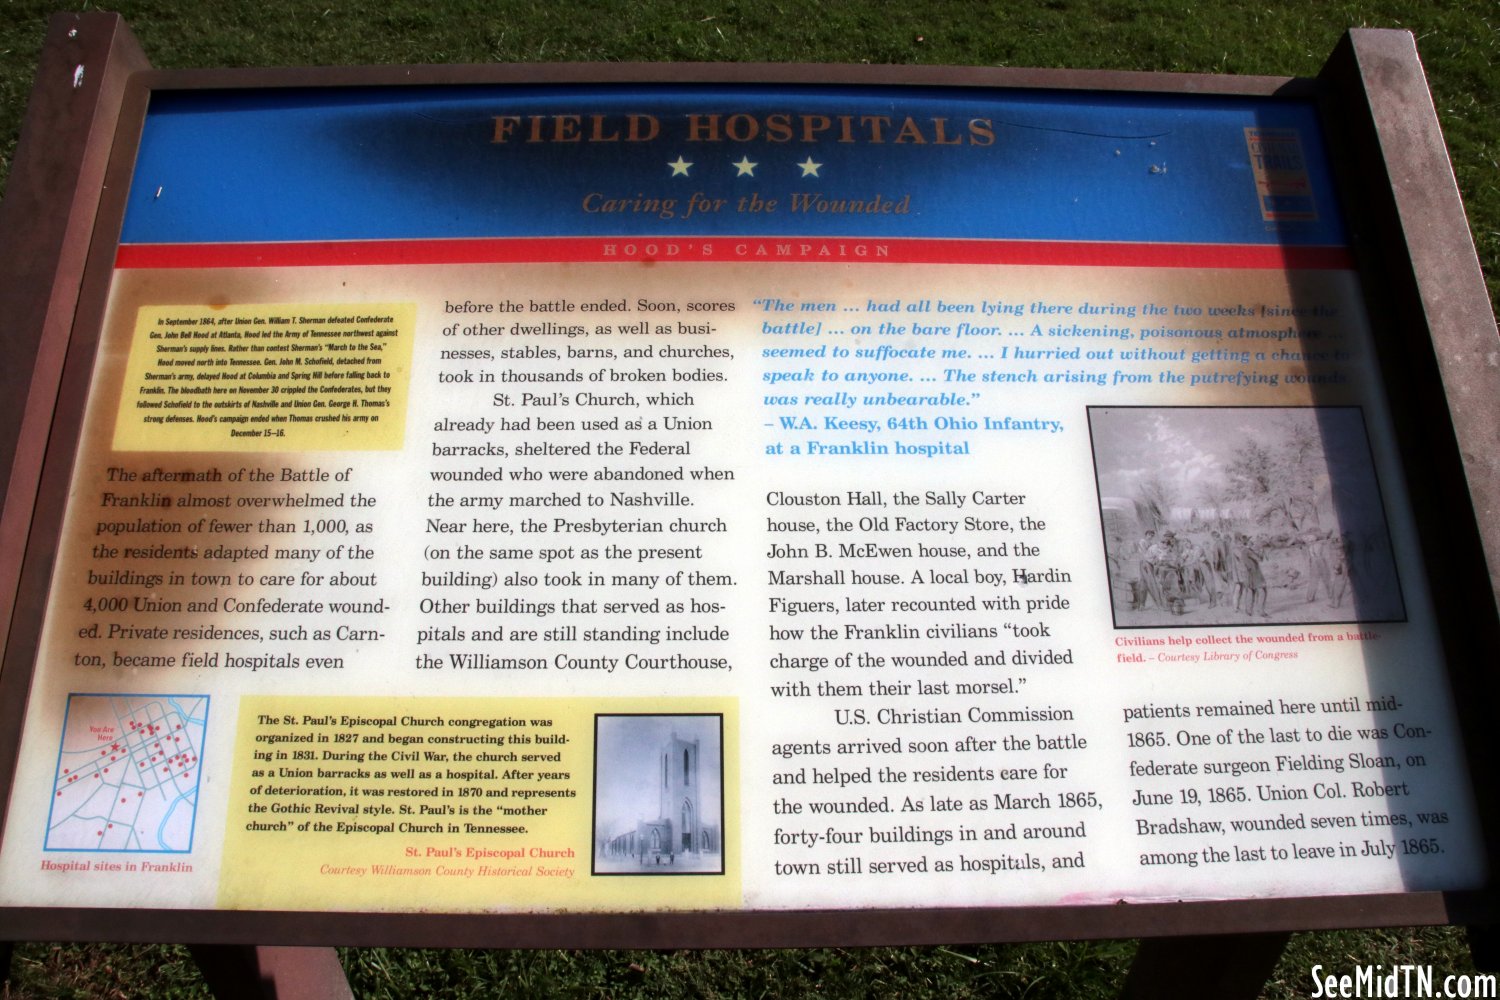 FIELD HOSPITALS
Caring for the Wounded
HOOD'S CAMPAIGN
TRAILS
In September 1864, after Union Gen. William T. Sherman defeated Confederate
Gen. John Bell Hood at Atlanta, Hood led the Army of Tennessee northwest against
Sherman's supply lines. Rather than contest Sherman's "March to the Sea,"
Hood moved north into Tennessee. Gen. John M. Schofield, detached from
Sherman's army, delayed Hood at Columbia and Spring Hill before falling back to
Franklin. The bloodbath here on November 30 crippled the Confederates, but they
followed Schofield to the outskirts of Nashville and Union Gen. George H. Thomas's
strong defenses. Hood's campaign ended when Thomas crushed his army on
December 15–16.
The aftermath of the Battle of
Franklin almost overwhelmed the
population of fewer than 1,000, as
the residents adapted many of the
buildings in town to care for about
4,000 Union and Confederate wound-
ed. Private residences, such as Carn-
ton, became field hospitals even
before the battle ended. Soon, scores
of other dwellings, as well as busi-
nesses, stables, barns, and churches,
took in thousands of broken bodies.
St. Paul's Church, which
already had been used as a Union
barracks, sheltered the Federal
wounded who were abandoned when
the army marched to Nashville.
Near here, the Presbyterian church
(on the same spot as the present
building) also took in many of them.
Other buildings that served as hos-
pitals and are still standing include
the Williamson County Courthouse,
"The men ... had all been lying there during the two weeks [since the
battle] ... on the bare floor. ... A sickening, poisonous atmosphere ...
seemed to suffocate me. ... I hurried out without getting a chance to
speak to anyone. ... The stench arising from the putrefying wounds
was really unbearable."
– W.A. Keesy, 64th Ohio Infantry,
at a Franklin hospital
Clouston Hall, the Sally Carter
house, the Old Factory Store, the
John B. McEwen house, and the
Marshall house. A local boy, Hardin
Figuers, later recounted with pride
how the Franklin civilians "took
charge of the wounded and divided
with them their last morsel."
U.S. Christian Commission
agents arrived soon after the battle
and helped the residents care for
the wounded. As late as March 1865,
forty-four buildings in and around
town still served as hospitals, and
Civilians help collect the wounded from a battle-
field. – Courtesy Library of Congress
patients remained here until mid-
1865. One of the last to die was Con-
federate surgeon Fielding Sloan, on
June 19, 1865. Union Col. Robert
Bradshaw, wounded seven times, was
among the last to leave in July 1865.
You Are
Here
Hospital sites in Franklin
The St. Paul's Episcopal Church congregation was
organized in 1827 and began constructing this build-
ing in 1831. During the Civil War, the church served
as a Union barracks as well as a hospital. After years
of deterioration, it was restored in 1870 and represents
the Gothic Revival style. St. Paul's is the "mother
church" of the Episcopal Church in Tennessee.
St. Paul's Episcopal Church
Courtesy Williamson County Historical Society
SeeMidTN.com